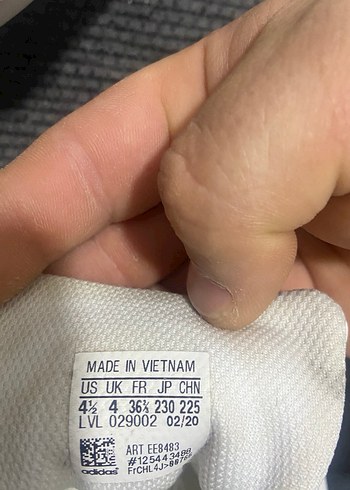 MADE IN VIETNAM
US UK FR JP CHN
4½ 4 36⅔ 230 225
LVL 029002 02/20
ART EE8483
adidas